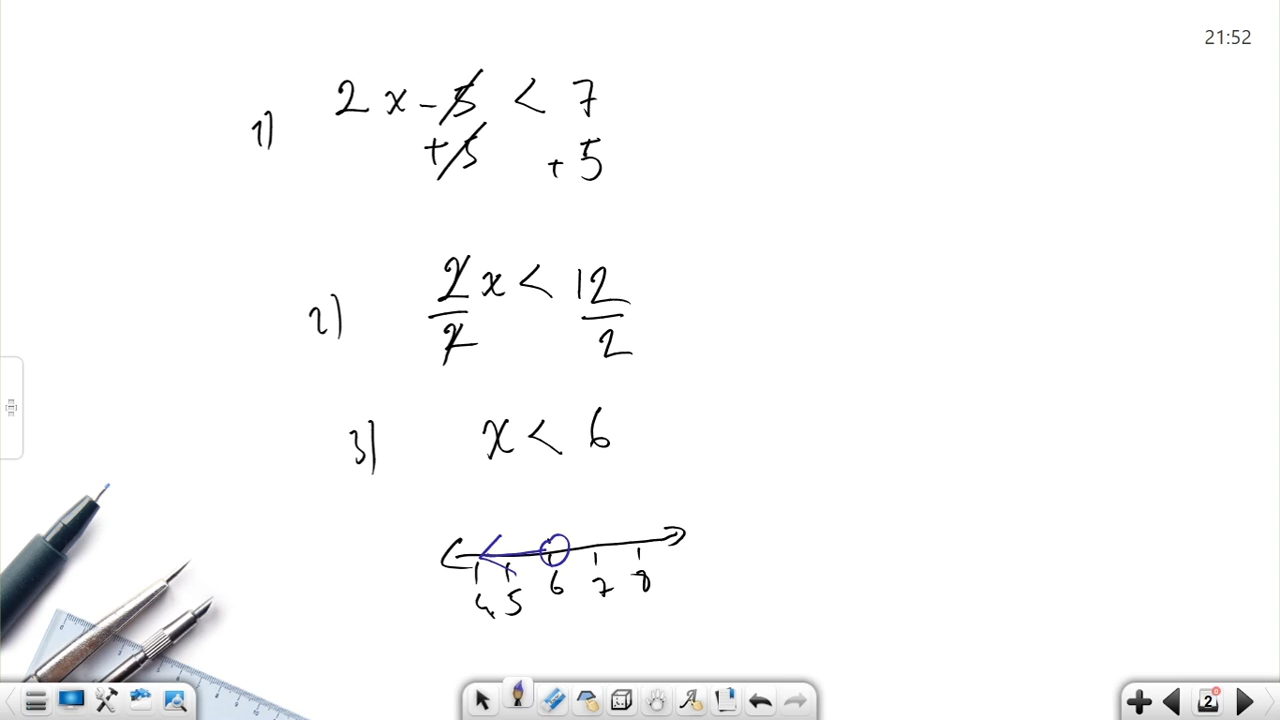 21:52
1) 2x - 5 < 7
+5 +5
2) 2x < 12
2 2
3) x < 6
4 5 6 7 8
2